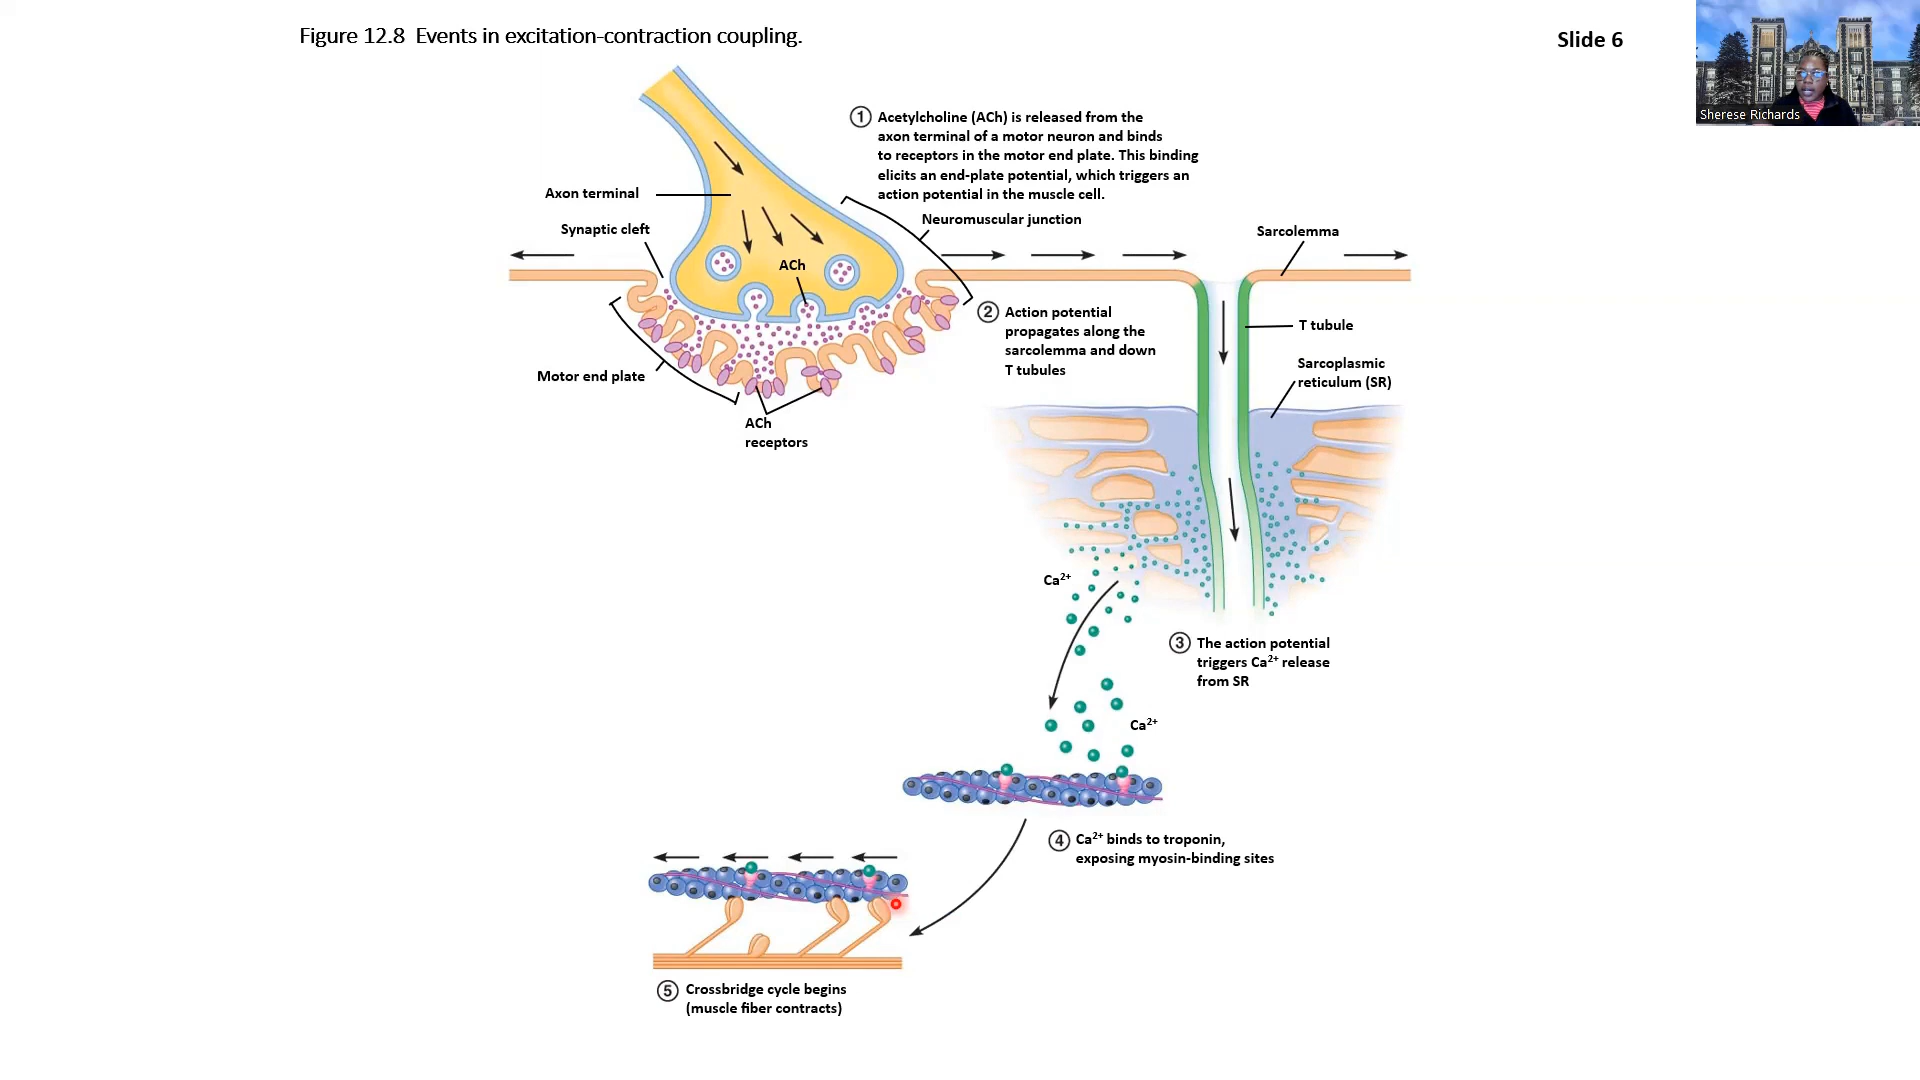 Figure 12.8 Events in excitation-contraction coupling.
Slide 6
Sherese Richards
1 Acetylcholine (ACh) is released from the
axon terminal of a motor neuron and binds
to receptors in the motor end plate. This binding
elicits an end-plate potential, which triggers an
action potential in the muscle cell.
Axon terminal
Synaptic cleft
Neuromuscular junction
Sarcolemma
ACh
2 Action potential
propagates along the
sarcolemma and down
T tubules
T tubule
Sarcoplasmic
reticulum (SR)
Motor end plate
ACh
receptors
Ca²⁺
3 The action potential
triggers Ca²⁺ release
from SR
Ca²⁺
4 Ca²⁺ binds to troponin,
exposing myosin-binding sites
5 Crossbridge cycle begins
(muscle fiber contracts)